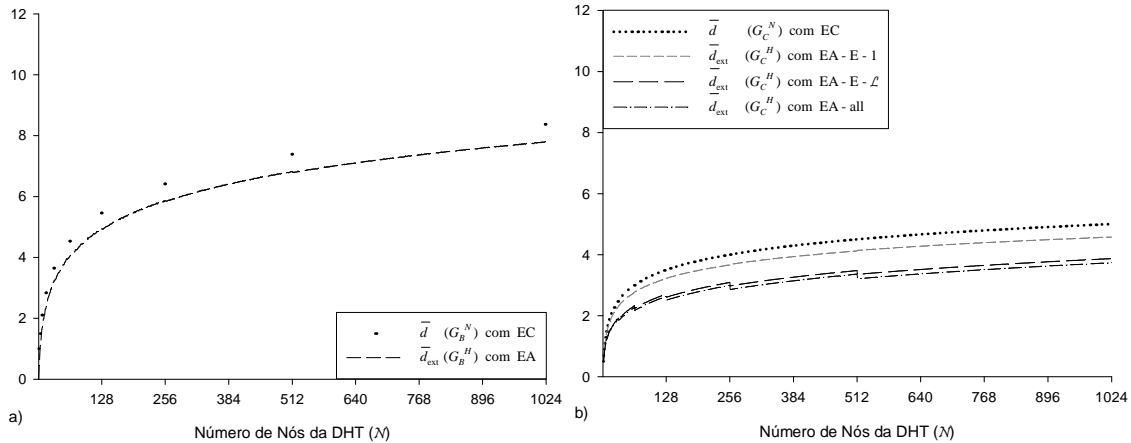 12
10
8
6
4
2
0
128 256 384 512 640 768 896 1024
d̅ (G_B^N) com EC
d̅_ext (G_B^H) com EA
a)
Número de Nós da DHT (N)
12
10
8
6
4
2
0
128 256 384 512 640 768 896 1024
d̅ (G_C^N) com EC
d̅_ext (G_C^H) com EA - E - 1
d̅_ext (G_C^H) com EA - E - ℒ
d̅_ext (G_C^H) com EA - all
b)
Número de Nós da DHT (N)